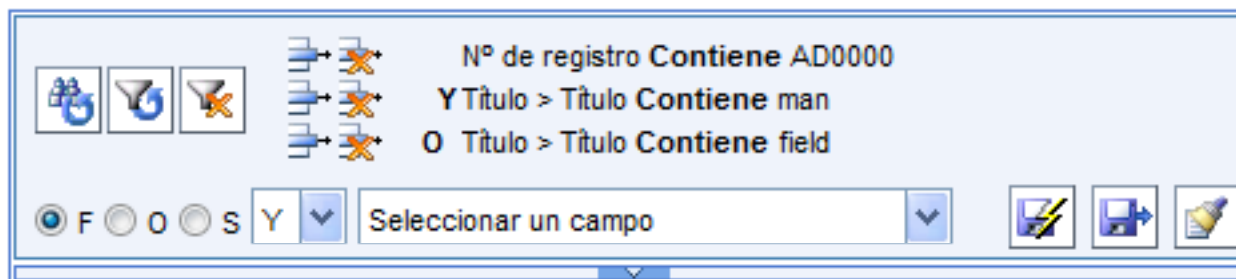 Nº de registro Contiene AD0000
Y Título > Título Contiene man
O Título > Título Contiene field
F O S Y Seleccionar un campo